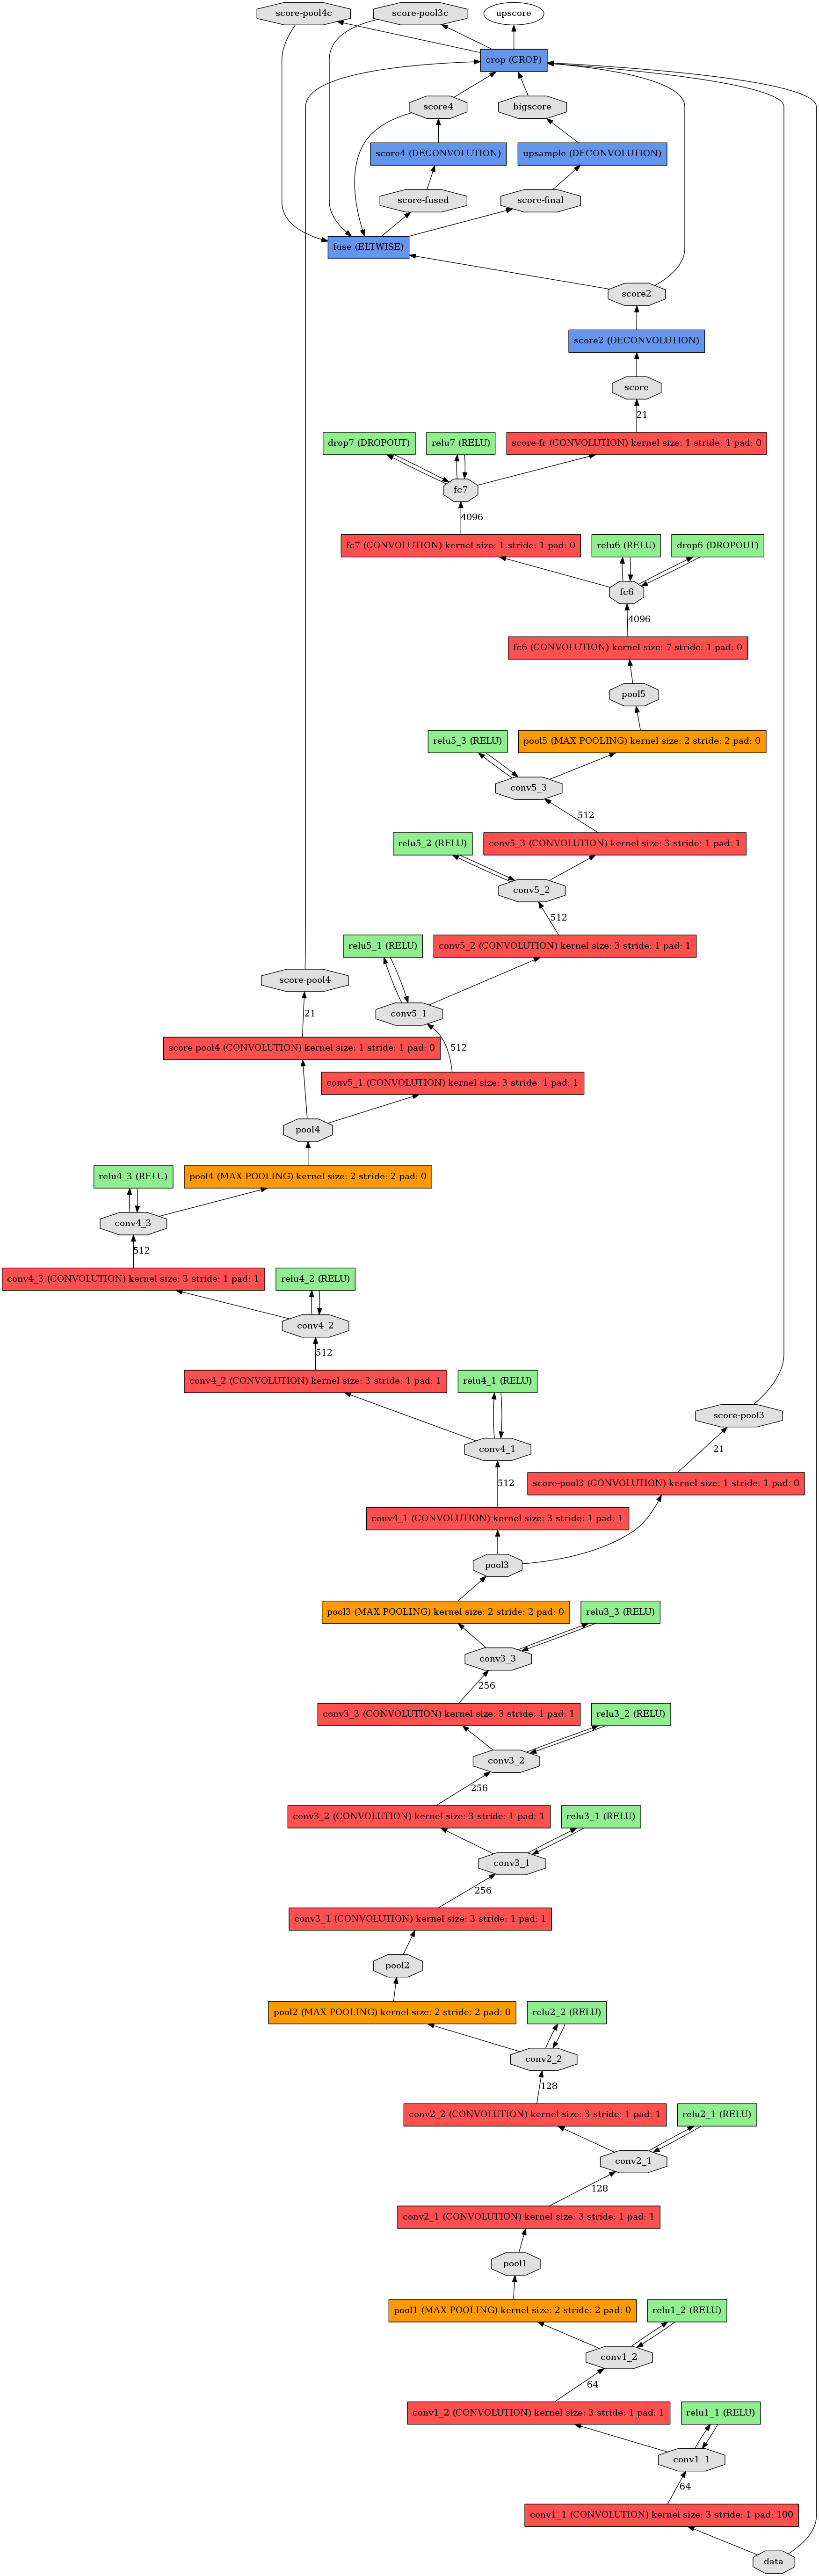 score-pool4c
score-pool3c
upscore
crop (CROP)
score4
bigscore
score4 (DECONVOLUTION)
upsample (DECONVOLUTION)
score-fused
score-final
fuse (ELTWISE)
score2
score2 (DECONVOLUTION)
score
21
drop7 (DROPOUT)
relu7 (RELU)
score-fr (CONVOLUTION) kernel size: 1 stride: 1 pad: 0
fc7
4096
fc7 (CONVOLUTION) kernel size: 1 stride: 1 pad: 0
relu6 (RELU)
drop6 (DROPOUT)
fc6
4096
fc6 (CONVOLUTION) kernel size: 7 stride: 1 pad: 0
pool5
relu5_3 (RELU)
pool5 (MAX POOLING) kernel size: 2 stride: 2 pad: 0
conv5_3
512
relu5_2 (RELU)
conv5_3 (CONVOLUTION) kernel size: 3 stride: 1 pad: 1
conv5_2
512
relu5_1 (RELU)
conv5_2 (CONVOLUTION) kernel size: 3 stride: 1 pad: 1
score-pool4
conv5_1
21
score-pool4 (CONVOLUTION) kernel size: 1 stride: 1 pad: 0
512
conv5_1 (CONVOLUTION) kernel size: 3 stride: 1 pad: 1
pool4
relu4_3 (RELU)
pool4 (MAX POOLING) kernel size: 2 stride: 2 pad: 0
conv4_3
512
conv4_3 (CONVOLUTION) kernel size: 3 stride: 1 pad: 1
relu4_2 (RELU)
conv4_2
512
conv4_2 (CONVOLUTION) kernel size: 3 stride: 1 pad: 1
relu4_1 (RELU)
score-pool3
conv4_1
21
512
score-pool3 (CONVOLUTION) kernel size: 1 stride: 1 pad: 0
conv4_1 (CONVOLUTION) kernel size: 3 stride: 1 pad: 1
pool3
pool3 (MAX POOLING) kernel size: 2 stride: 2 pad: 0
relu3_3 (RELU)
conv3_3
256
conv3_3 (CONVOLUTION) kernel size: 3 stride: 1 pad: 1
relu3_2 (RELU)
conv3_2
256
conv3_2 (CONVOLUTION) kernel size: 3 stride: 1 pad: 1
relu3_1 (RELU)
conv3_1
256
conv3_1 (CONVOLUTION) kernel size: 3 stride: 1 pad: 1
pool2
pool2 (MAX POOLING) kernel size: 2 stride: 2 pad: 0
relu2_2 (RELU)
conv2_2
128
conv2_2 (CONVOLUTION) kernel size: 3 stride: 1 pad: 1
relu2_1 (RELU)
conv2_1
128
conv2_1 (CONVOLUTION) kernel size: 3 stride: 1 pad: 1
pool1
pool1 (MAX POOLING) kernel size: 2 stride: 2 pad: 0
relu1_2 (RELU)
conv1_2
64
conv1_2 (CONVOLUTION) kernel size: 3 stride: 1 pad: 1
relu1_1 (RELU)
conv1_1
64
conv1_1 (CONVOLUTION) kernel size: 3 stride: 1 pad: 100
data